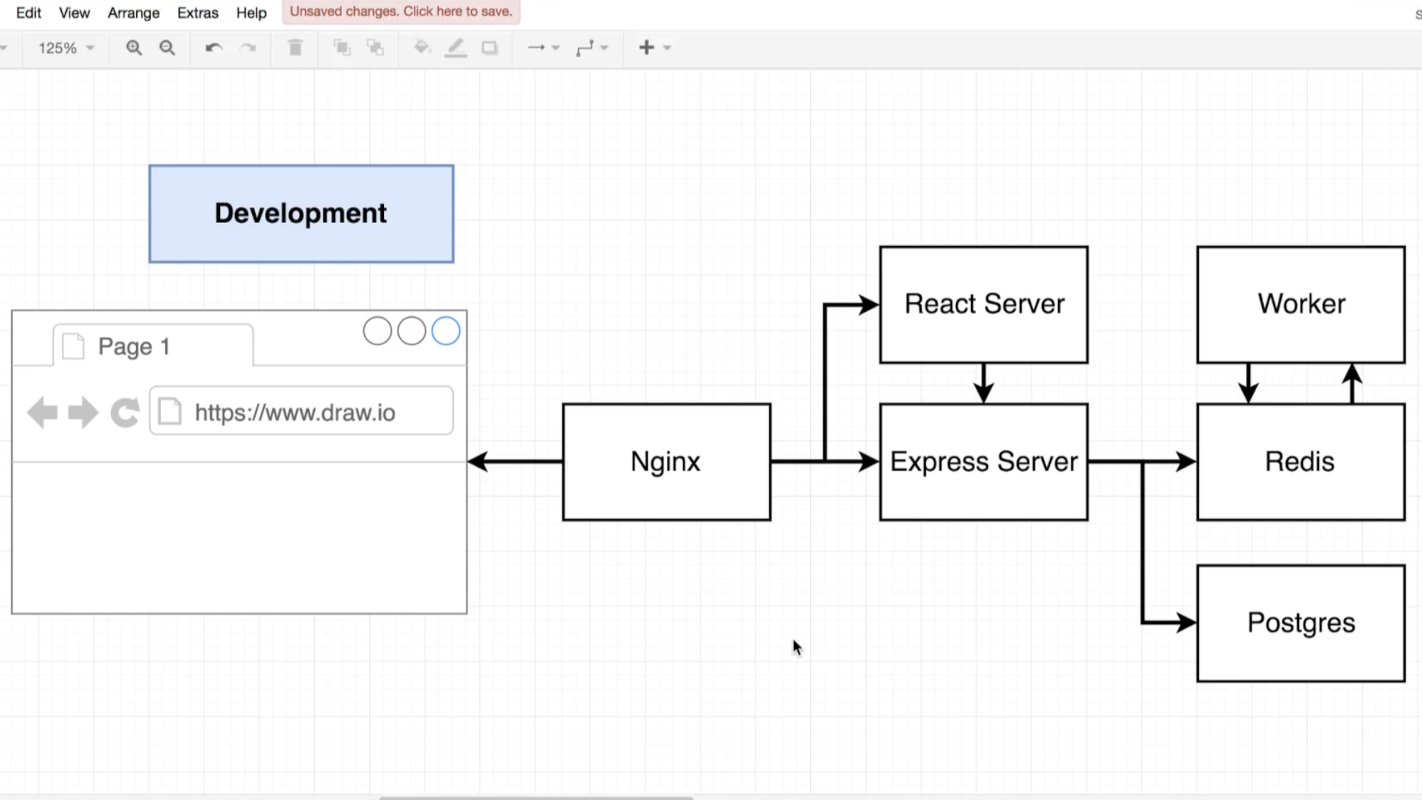 Edit View Arrange Extras Help Unsaved changes. Click here to save.
125%
Development
Page 1
https://www.draw.io
React Server
Worker
Nginx
Express Server
Redis
Postgres